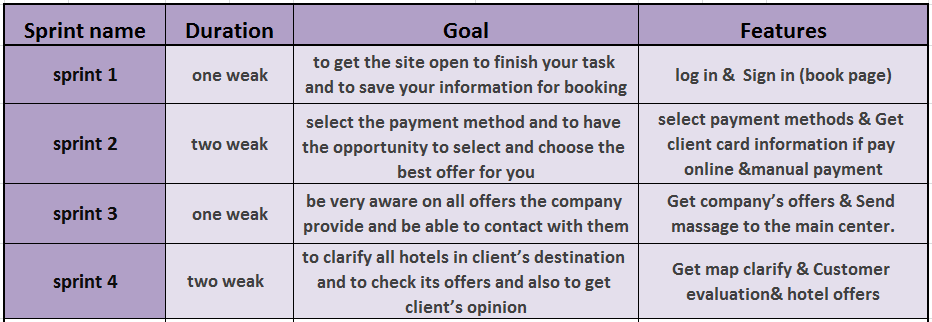 Sprint name Duration Goal Features
sprint 1 one weak to get the site open to finish your task
and to save your information for booking
log in & Sign in (book page)
sprint 2 two weak select the payment method and to have
the opportunity to select and choose the
best offer for you
select payment methods & Get
client card information if pay
online &manual payment
sprint 3 one weak be very aware on all offers the company
provide and be able to contact with them
Get company's offers & Send
massage to the main center.
sprint 4 two weak to clarify all hotels in client's destination
and to check its offers and also to get
client's opinion
Get map clarify & Customer
evaluation& hotel offers